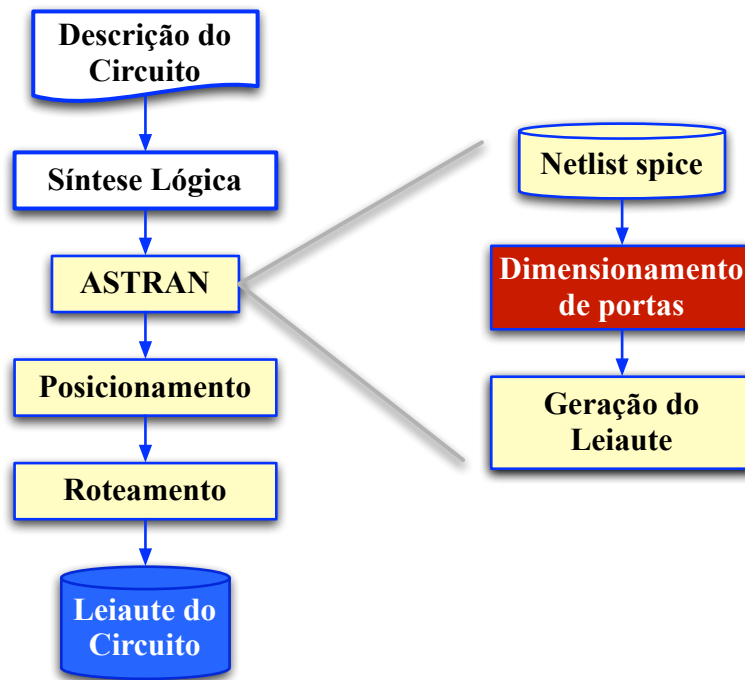 Descrição do
Circuito
Síntese Lógica
ASTRAN
Posicionamento
Roteamento
Leiaute do
Circuito
Netlist spice
Dimensionamento
de portas
Geração do
Leiaute